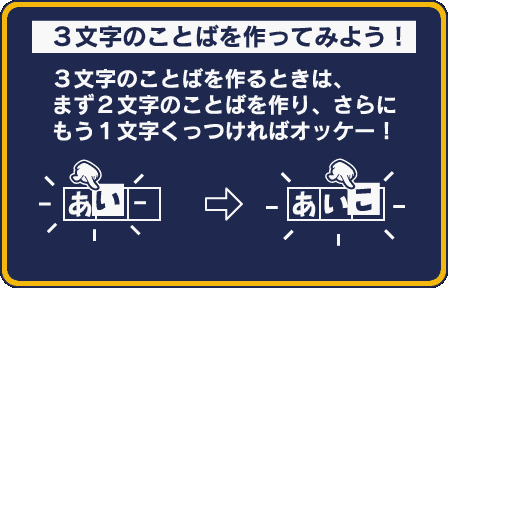 ３文字のことばを作ってみよう！
３文字のことばを作るときは、
まず２文字のことばを作り、さらに
もう１文字くっつければオッケー！
あい
あいこ